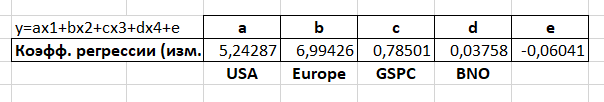 y=ax1+bx2+cx3+dx4+e a b c d e
Коэфф. регрессии (изм. 5,24287 6,99426 0,78501 0,03758 -0,06041
USA Europe GSPC BNO